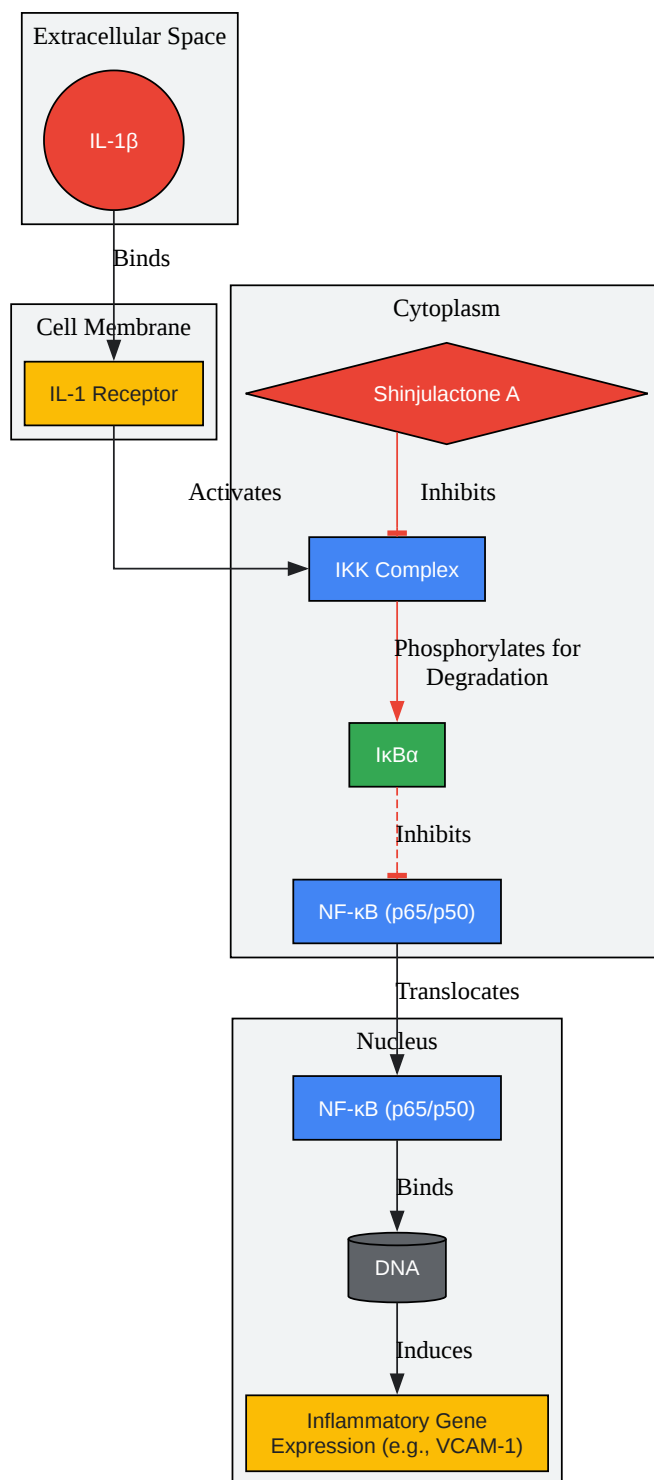 Extracellular Space
IL-1β
Binds
Cell Membrane
IL-1 Receptor
Activates
Cytoplasm
Shinjulactone A
Inhibits
IKK Complex
Phosphorylates for
Degradation
IκBα
Inhibits
NF-κB (p65/p50)
Translocates
Nucleus
NF-κB (p65/p50)
Binds
DNA
Induces
Inflammatory Gene
Expression (e.g., VCAM-1)